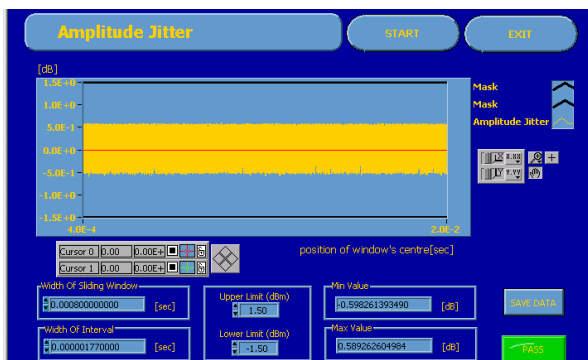 Amplitude Jitter
START
EXIT
[dB]
1.5E+0
1.0E+0
5.0E-1
0.0E+0
-5.0E-1
-1.0E+0
-1.5E+0
4.0E-4
2.0E-2
position of window's centre[sec]
Mask
Mask
Amplitude Jitter
X.XX
Y.YY
Cursor 0 0.00 0.00E+
Cursor 1 0.00 0.00E+
Width Of Sliding Window
0.000800000000 [sec]
Width Of Interval
0.000001770000 [sec]
Upper Limit (dBm)
1.50
Lower Limit (dBm)
-1.50
Min Value
-0.598261393490 [dB]
Max Value
0.589262604984 [dB]
SAVE DATA
PASS